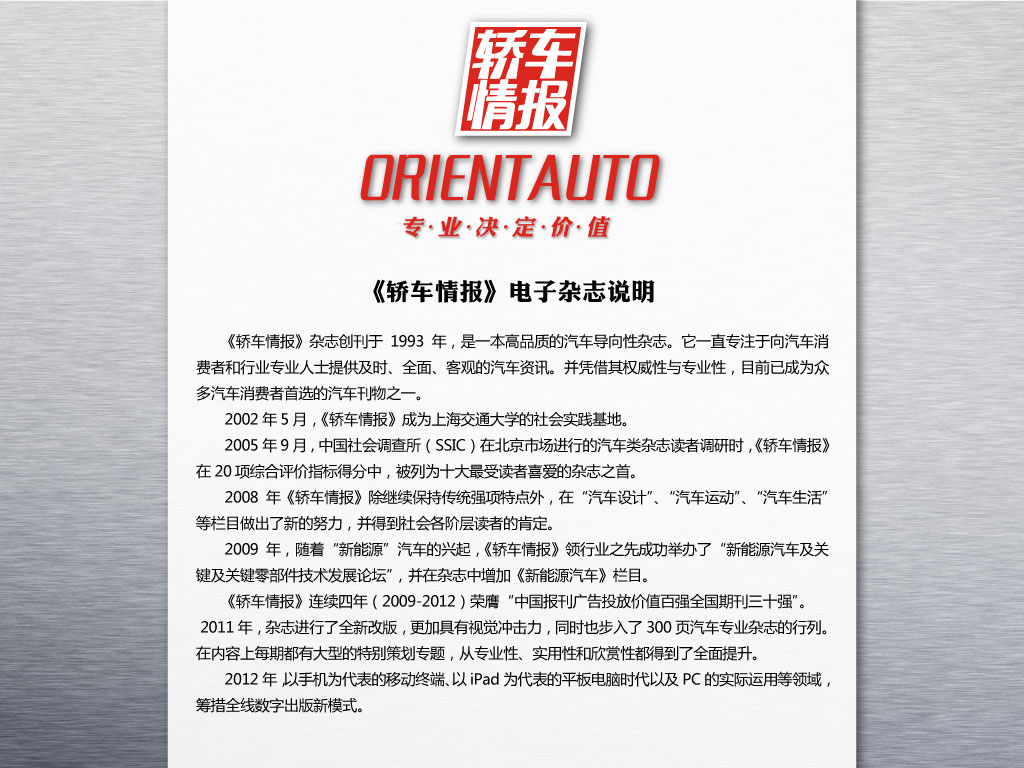 轿车
情报
ORIENTAUTO
专·业·决·定·价·值
《轿车情报》电子杂志说明
《轿车情报》杂志创刊于 1993 年，是一本高品质的汽车导向性杂志。它一直专注于向汽车消
费者和行业专业人士提供及时、全面、客观的汽车资讯。并凭借其权威性与专业性，目前已成为众
多汽车消费者首选的汽车刊物之一。
2002 年 5 月，《轿车情报》成为上海交通大学的社会实践基地。
2005 年 9 月，中国社会调查所（SSIC）在北京市场进行的汽车类杂志读者调研时，《轿车情报》
在 20 项综合评价指标得分中，被列为十大最受读者喜爱的杂志之首。
2008 年《轿车情报》除继续保持传统强项特点外，在“汽车设计”、“汽车运动”、“汽车生活”
等栏目做出了新的努力，并得到社会各阶层读者的肯定。
2009 年，随着“新能源”汽车的兴起，《轿车情报》领行业之先成功举办了“新能源汽车及关
键及关键零部件技术发展论坛”，并在杂志中增加《新能源汽车》栏目。
《轿车情报》连续四年（2009-2012）荣膺“中国报刊广告投放价值百强全国期刊三十强”。
2011 年，杂志进行了全新改版，更加具有视觉冲击力，同时也步入了 300 页汽车专业杂志的行列。
在内容上每期都有大型的特别策划专题，从专业性、实用性和欣赏性都得到了全面提升。
2012 年，以手机为代表的移动终端、以 iPad 为代表的平板电脑时代以及 PC 的实际运用等领域，
筹措全线数字出版新模式。